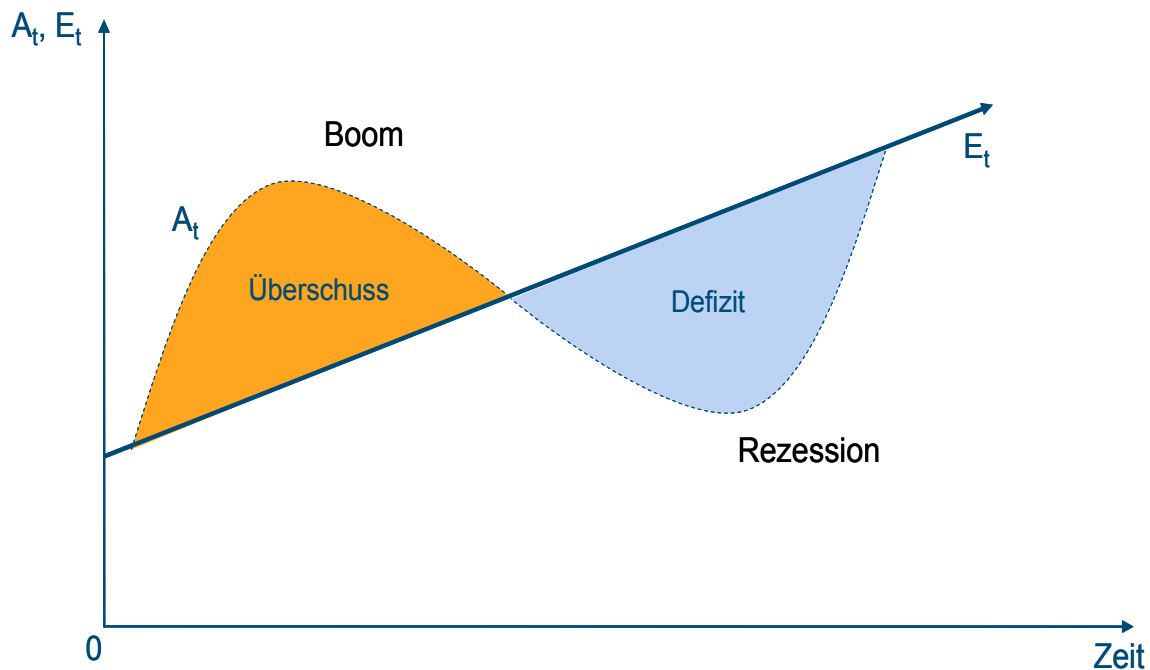 Aₜ, Eₜ
Boom
Eₜ
Aₜ
Überschuss
Defizit
Rezession
0
Zeit